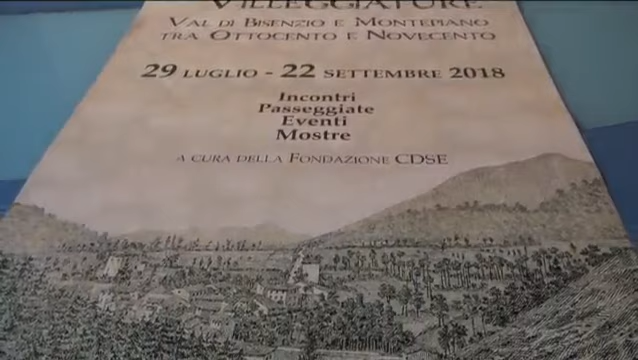 VILLEGGIATURE
VAL DI BISENZIO E MONTEPIANO
TRA OTTOCENTO E NOVECENTO
29 LUGLIO - 22 SETTEMBRE 2018
Incontri
Passeggiate
Eventi
Mostre
A CURA DELLA FONDAZIONE CDSE